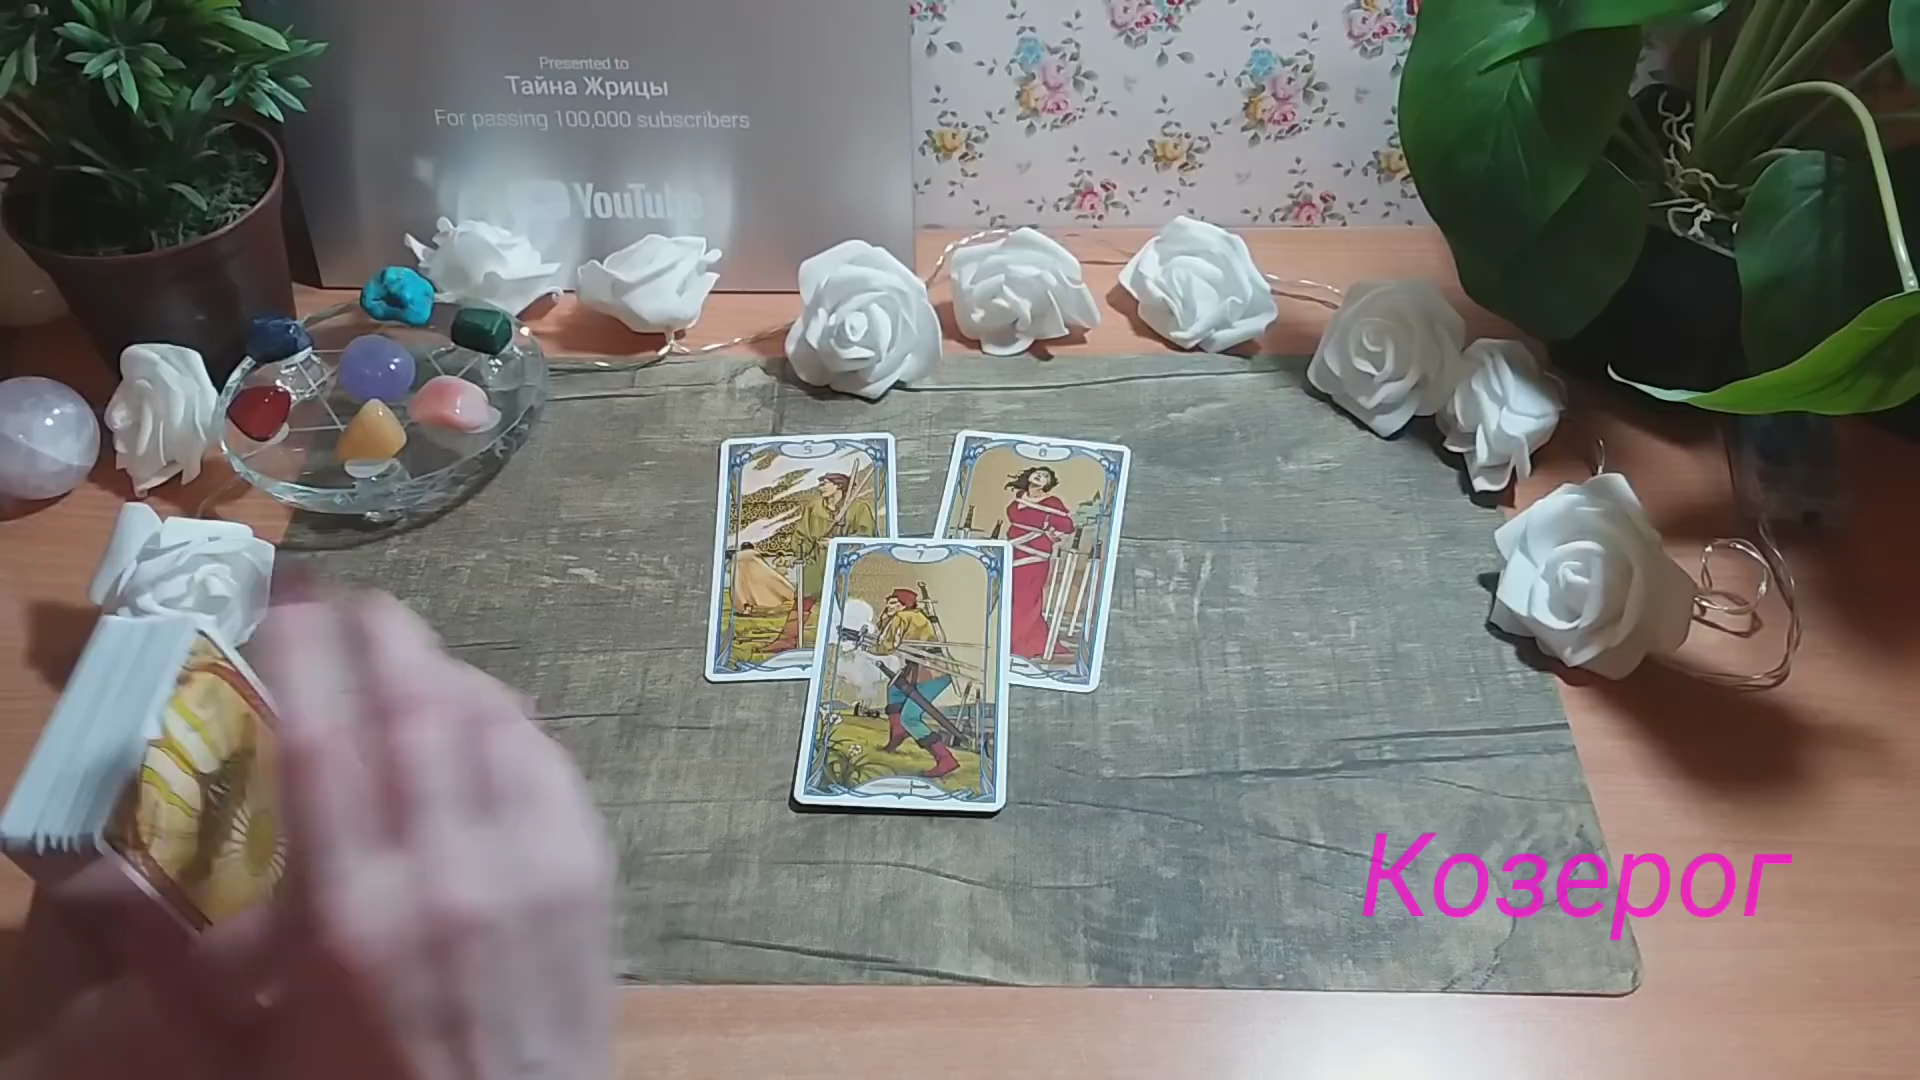 Presented to
Тайна Жрицы
For passing 100,000 subscribers
YouTube
5
8
7
Козерог